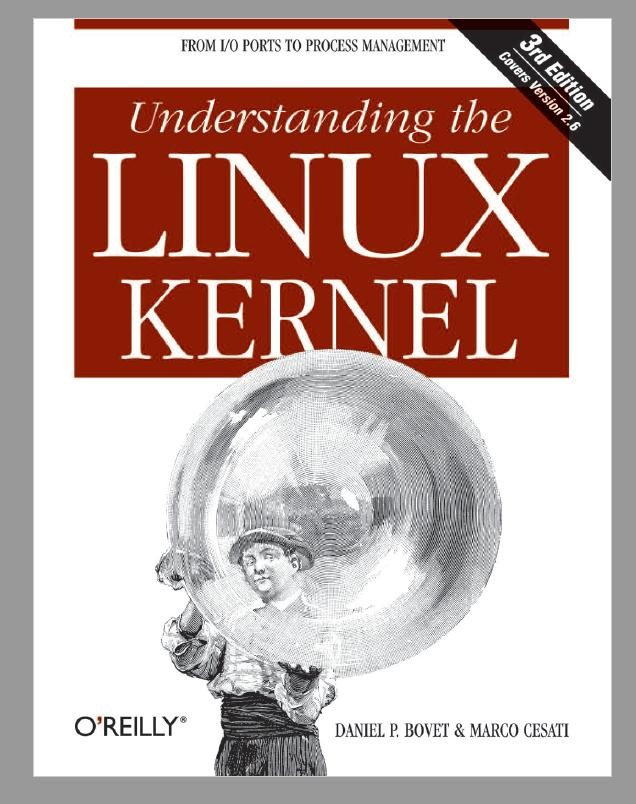 FROM I/O PORTS TO PROCESS MANAGEMENT
3rd Edition
Covers Version 2.6
Understanding the
LINUX
KERNEL
O'REILLY®
DANIEL P. BOVET & MARCO CESATI